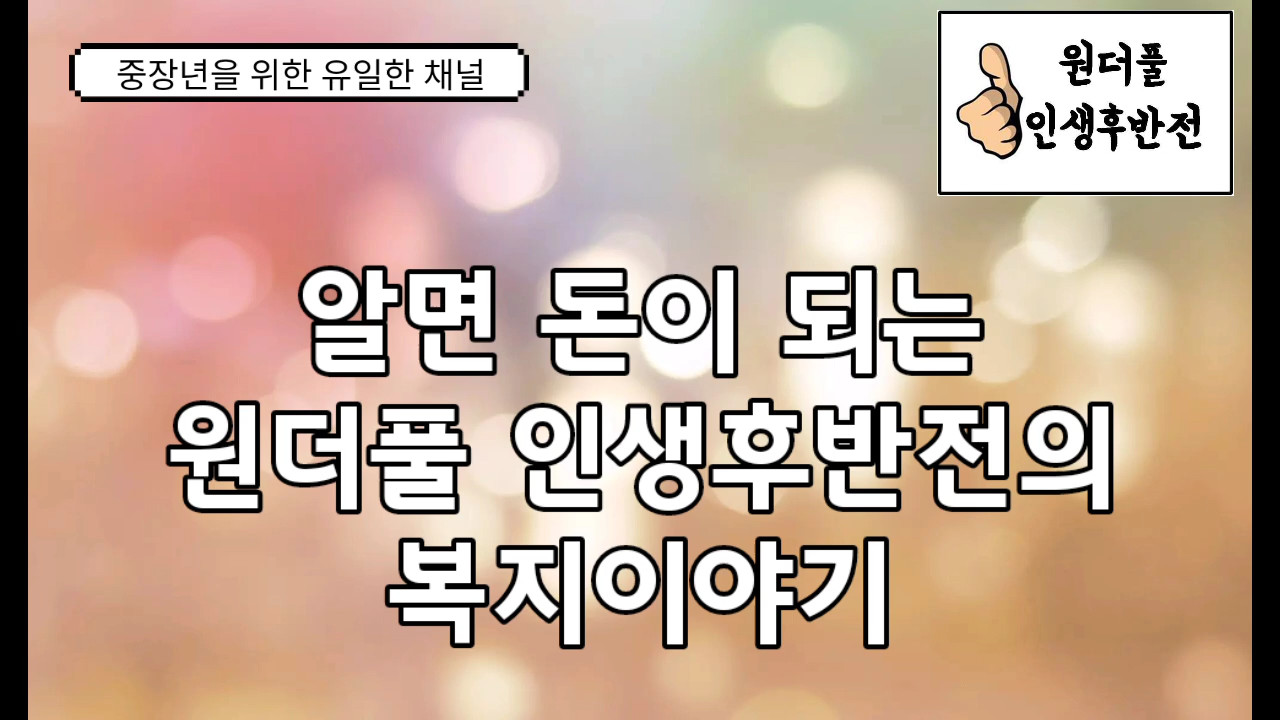 중장년을 위한 유일한 채널
원더풀
인생후반전
알면 돈이 되는
원더풀 인생후반전의
복지이야기